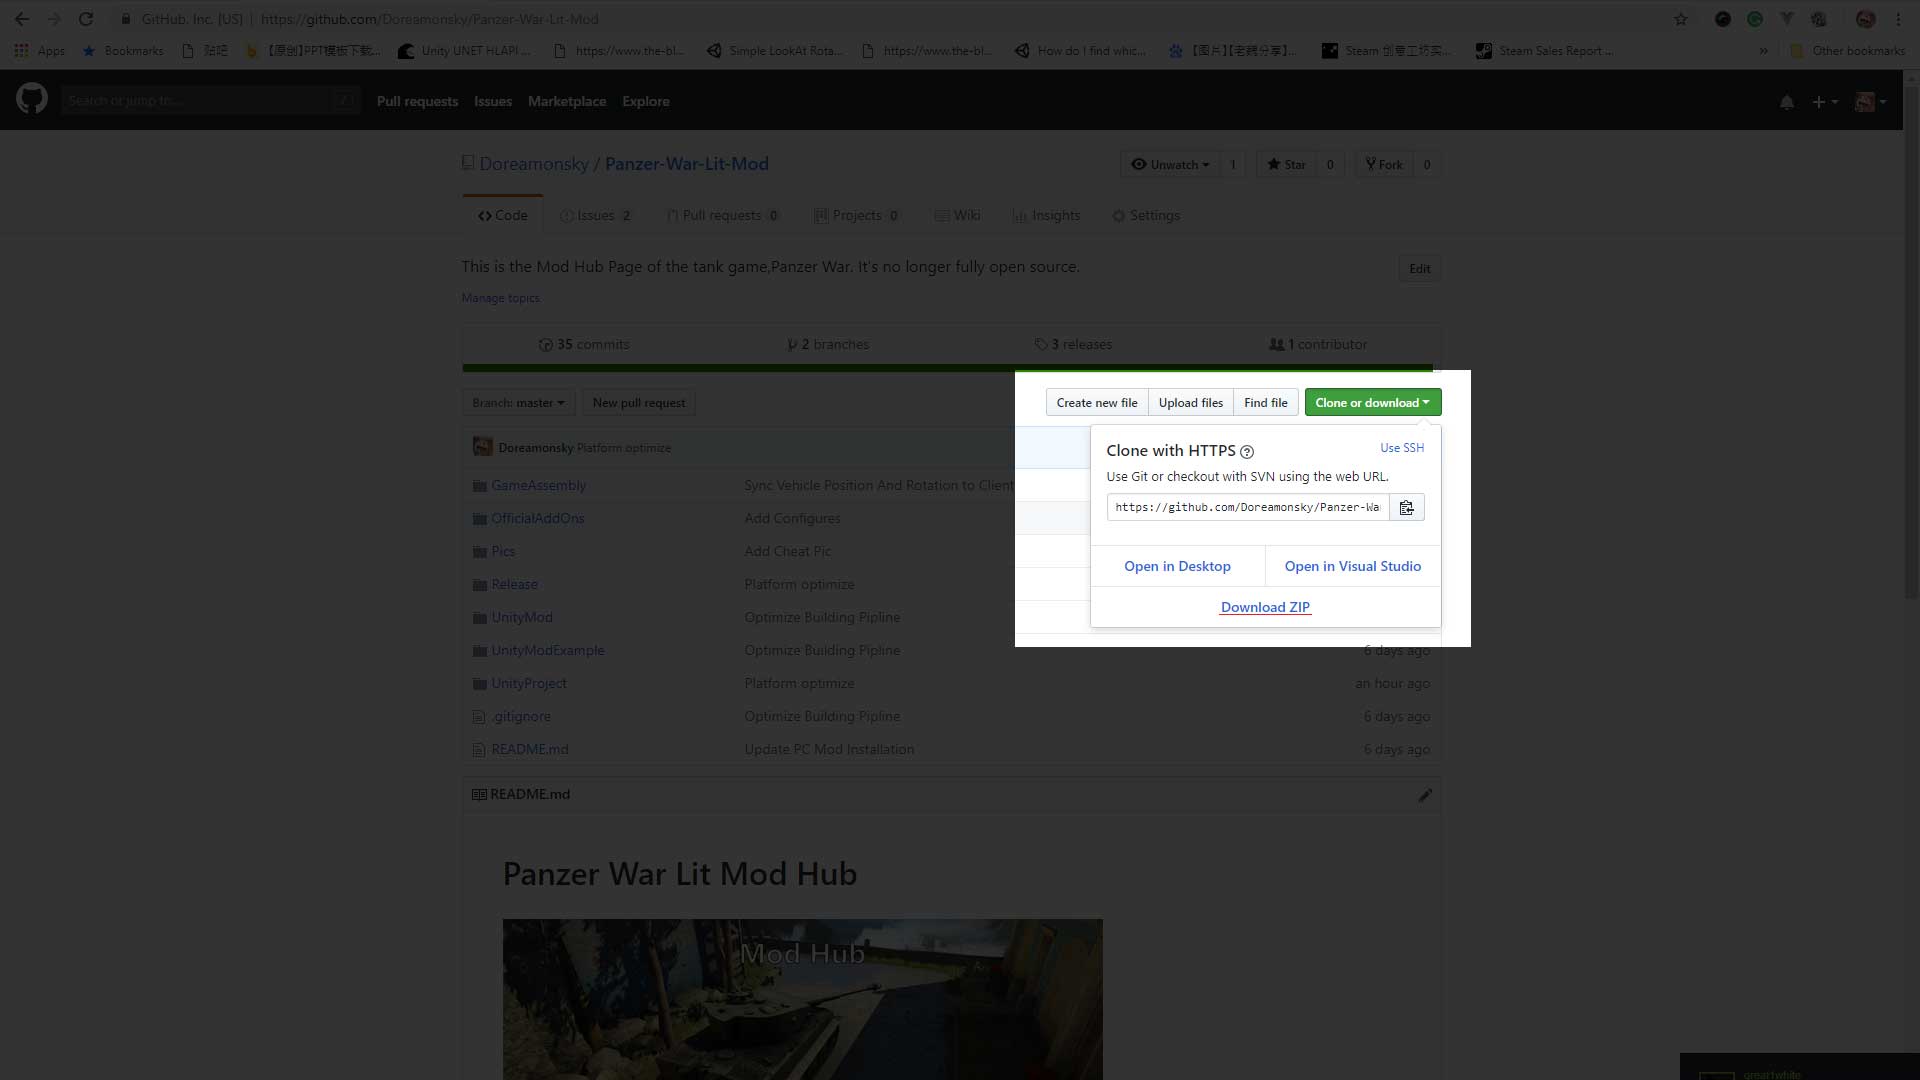 GitHub, Inc. [US] | https://github.com/Doreamonsky/Panzer-War-Lit-Mod
Apps Bookmarks 贴吧 【原创】PPT模板下载... Unity UNET HLAPI ... https://www.the-bl... Simple LookAt Rota... https://www.the-bl... How do I find whic... 【图片】【老魏分享】... Steam 创意工坊实... Steam Sales Report ... » Other bookmarks
Search or jump to... / Pull requests Issues Marketplace Explore
Doreamonsky / Panzer-War-Lit-Mod Unwatch 1 Star 0 Fork 0
Code Issues 2 Pull requests 0 Projects 0 Wiki Insights Settings
This is the Mod Hub Page of the tank game,Panzer War. It's no longer fully open source. Edit
Manage topics
35 commits 2 branches 3 releases 1 contributor
Branch: master New pull request Create new file Upload files Find file Clone or download
Doreamonsky Platform optimize
Clone with HTTPS ? Use SSH
Use Git or checkout with SVN using the web URL.
https://github.com/Doreamonsky/Panzer-Wa
Open in Desktop Open in Visual Studio
Download ZIP
GameAssembly Sync Vehicle Position And Rotation to Client
OfficialAddOns Add Configures
Pics Add Cheat Pic
Release Platform optimize
UnityMod Optimize Building Pipline
UnityModExample Optimize Building Pipline 6 days ago
UnityProject Platform optimize an hour ago
.gitignore Optimize Building Pipline 6 days ago
README.md Update PC Mod Installation 6 days ago
README.md
Panzer War Lit Mod Hub
Mod Hub
great1white